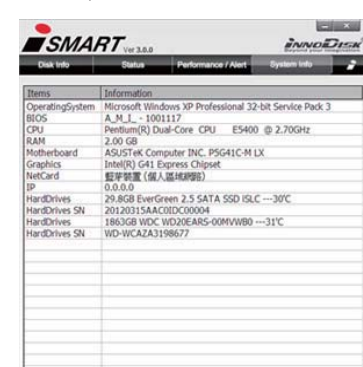 iSMART Ver 3.0.0
InnoDisk
Disk Info Status Performance / Alert System Info
Items Information
OperatingSystem Microsoft Windows XP Professional 32-bit Service Pack 3
BIOS A_M_I_ - 1001117
CPU Pentium(R) Dual-Core CPU E5400 @ 2.70GHz
RAM 2.00 GB
Motherboard ASUSTeK Computer INC. P5G41C-M LX
Graphics Intel(R) G41 Express Chipset
NetCard 藍芽裝置 (個人區域網路)
IP 0.0.0.0
HardDrives 29.8GB EverGreen 2.5 SATA SSD ISLC ---30℃
HardDrives SN 20120315AAC0IDC00004
HardDrives 1863GB WDC WD20EARS-00MVWB0 ---31℃
HardDrives SN WD-WCAZA3198677